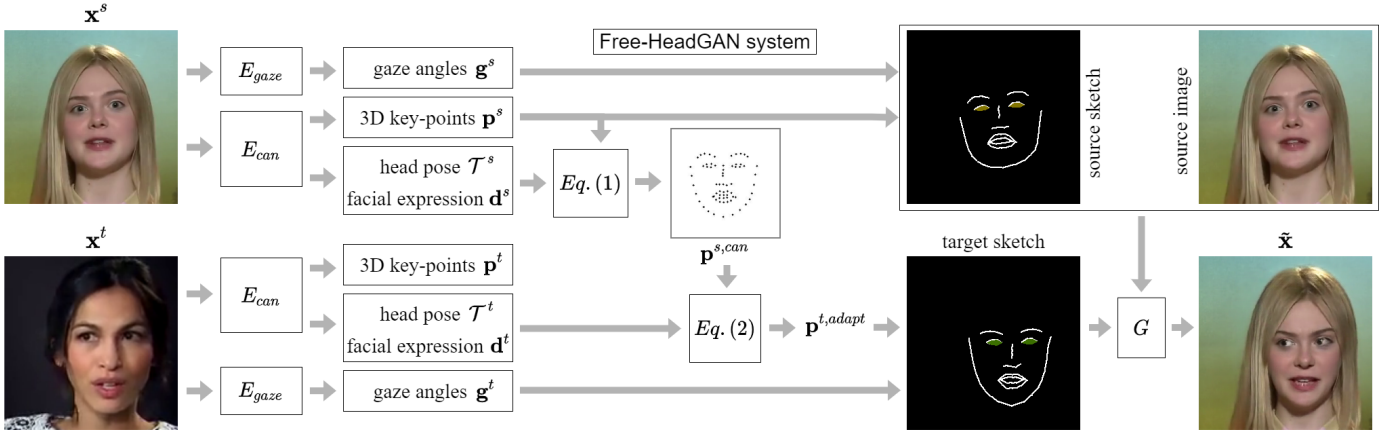 x^s
Free-HeadGAN system
E_gaze
gaze angles g^s
E_can
3D key-points p^s
head pose 𝒯^s
facial expression d^s
Eq.(1)
p^{s,can}
source sketch
source image
x^t
E_can
3D key-points p^t
head pose 𝒯^t
facial expression d^t
E_gaze
gaze angles g^t
Eq.(2)
p^{t,adapt}
target sketch
G
x̃